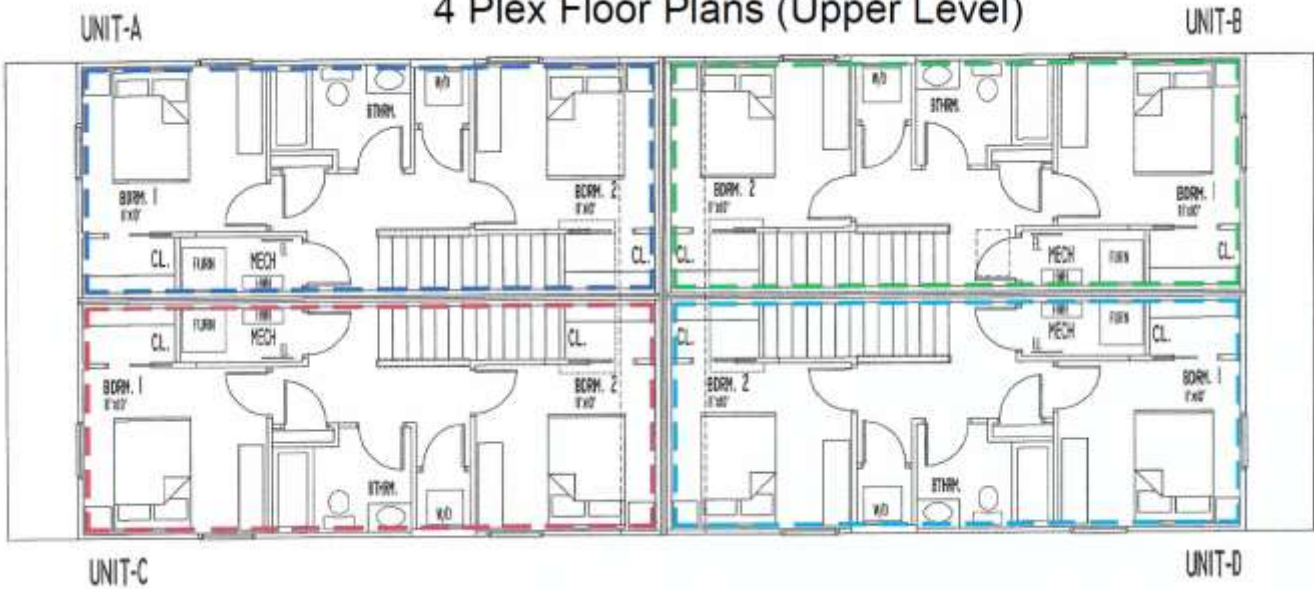 4 Plex Floor Plans (Upper Level)
UNIT-A
UNIT-B
BTHRM.
W/D
W/D
BTHRM.
BDRM. 1
BDRM. 2
BDRM. 2
BDRM. 1
CL.
FURN
MECH
CL.
CL.
MECH
FURN
CL.
CL.
FURN
MECH
CL.
CL.
MECH
FURN
CL.
BDRM. 1
BDRM. 2
BDRM. 2
BDRM. 1
BTHRM.
W/D
W/D
BTHRM.
UNIT-C
UNIT-D